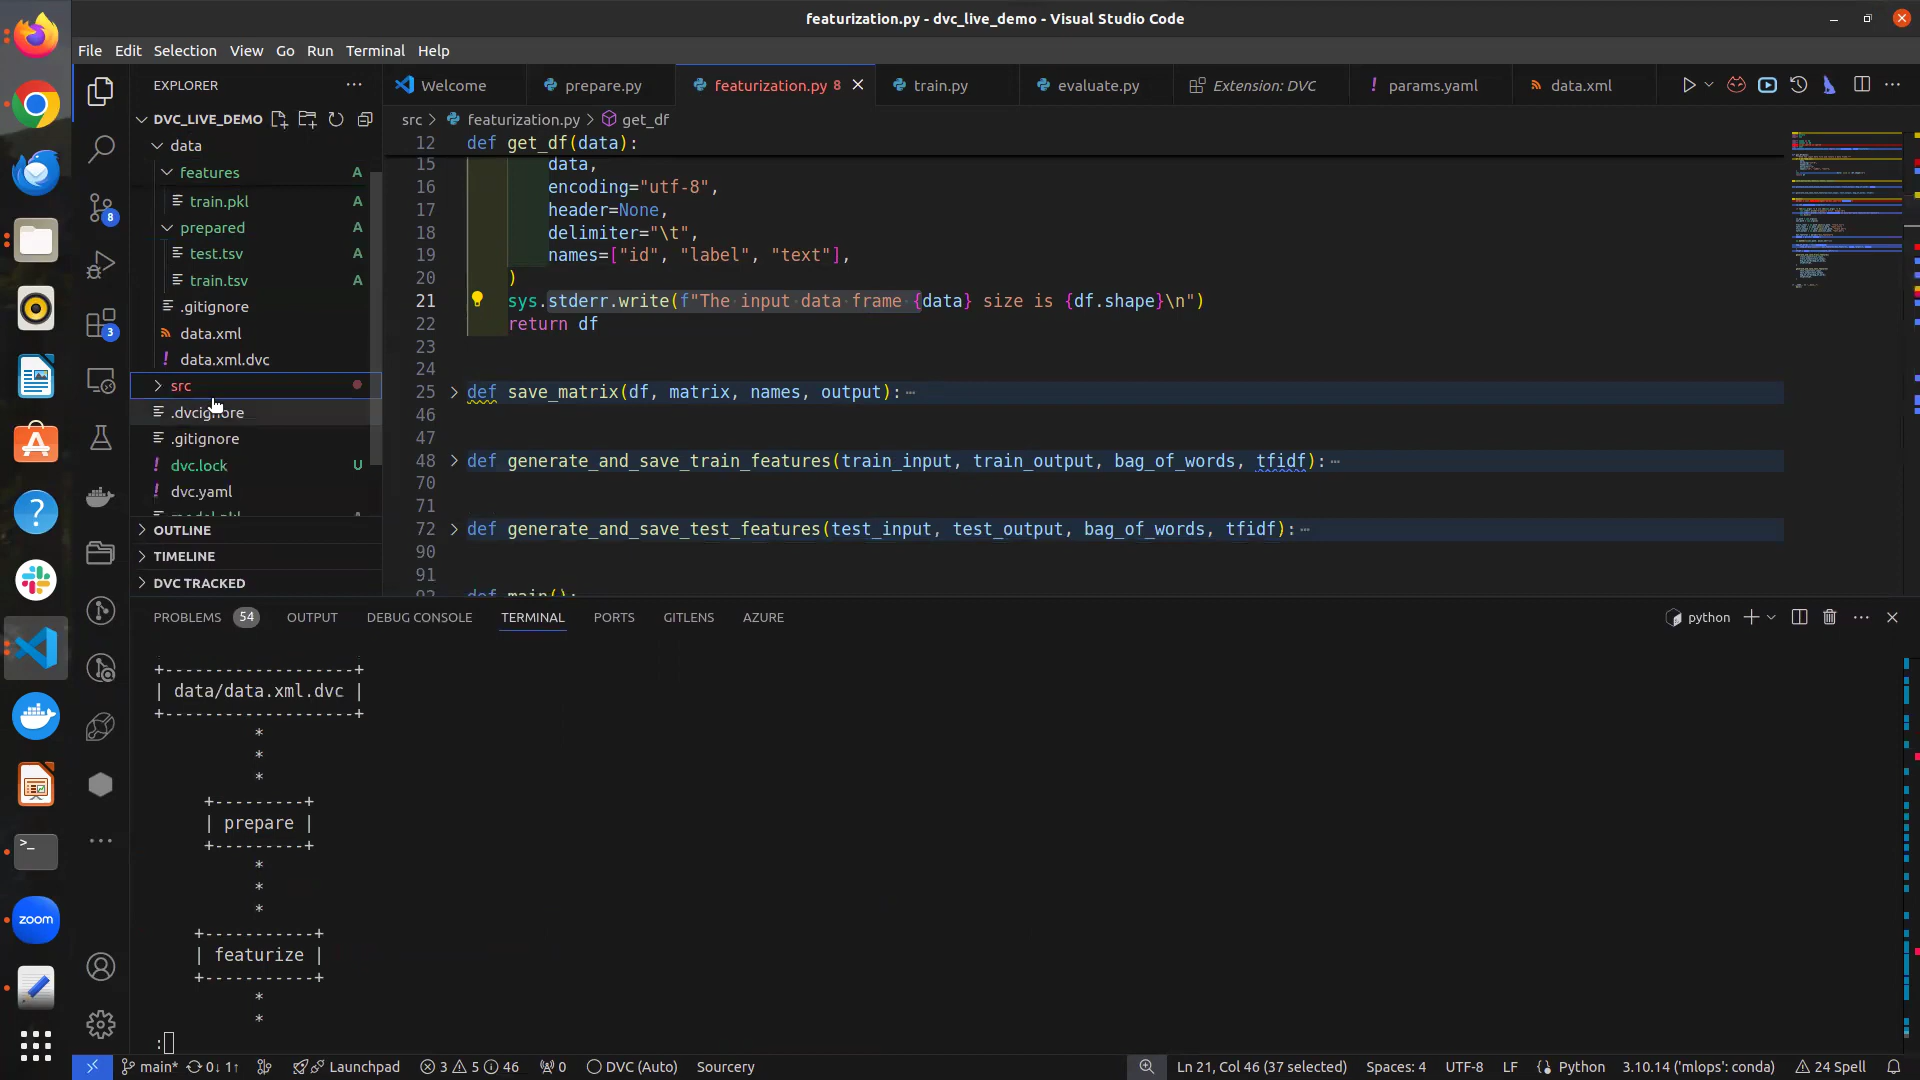 featurization.py - dvc_live_demo - Visual Studio Code
File Edit Selection View Go Run Terminal Help
EXPLORER
Welcome
prepare.py
featurization.py 8
train.py
evaluate.py
Extension: DVC
params.yaml
data.xml
DVC_LIVE_DEMO
data
features A
train.pkl A
prepared A
test.tsv A
train.tsv A
.gitignore
data.xml
data.xml.dvc
src
.dvcignore
.gitignore
dvc.lock U
dvc.yaml
OUTLINE
TIMELINE
DVC TRACKED
8
3
src > featurization.py > get_df
12 def get_df(data):
15 data,
16 encoding="utf-8",
17 header=None,
18 delimiter="\t",
19 names=["id", "label", "text"],
20 )
21 sys.stderr.write(f"The input data frame {data} size is {df.shape}\n")
22 return df
23
24
25 def save_matrix(df, matrix, names, output):
46
47
48 def generate_and_save_train_features(train_input, train_output, bag_of_words, tfidf):
70
71
72 def generate_and_save_test_features(test_input, test_output, bag_of_words, tfidf):
90
91
92 def main():
PROBLEMS 54 OUTPUT DEBUG CONSOLE TERMINAL PORTS GITLENS AZURE
python
+-------------------+
| data/data.xml.dvc |
+-------------------+
*
*
*
+---------+
| prepare |
+---------+
*
*
*
+-----------+
| featurize |
+-----------+
*
*
:
zoom
main* 0↓ 1↑ Launchpad 3 5 46 0 DVC (Auto) Sourcery
Ln 21, Col 46 (37 selected) Spaces: 4 UTF-8 LF Python 3.10.14 ('mlops': conda) 24 Spell